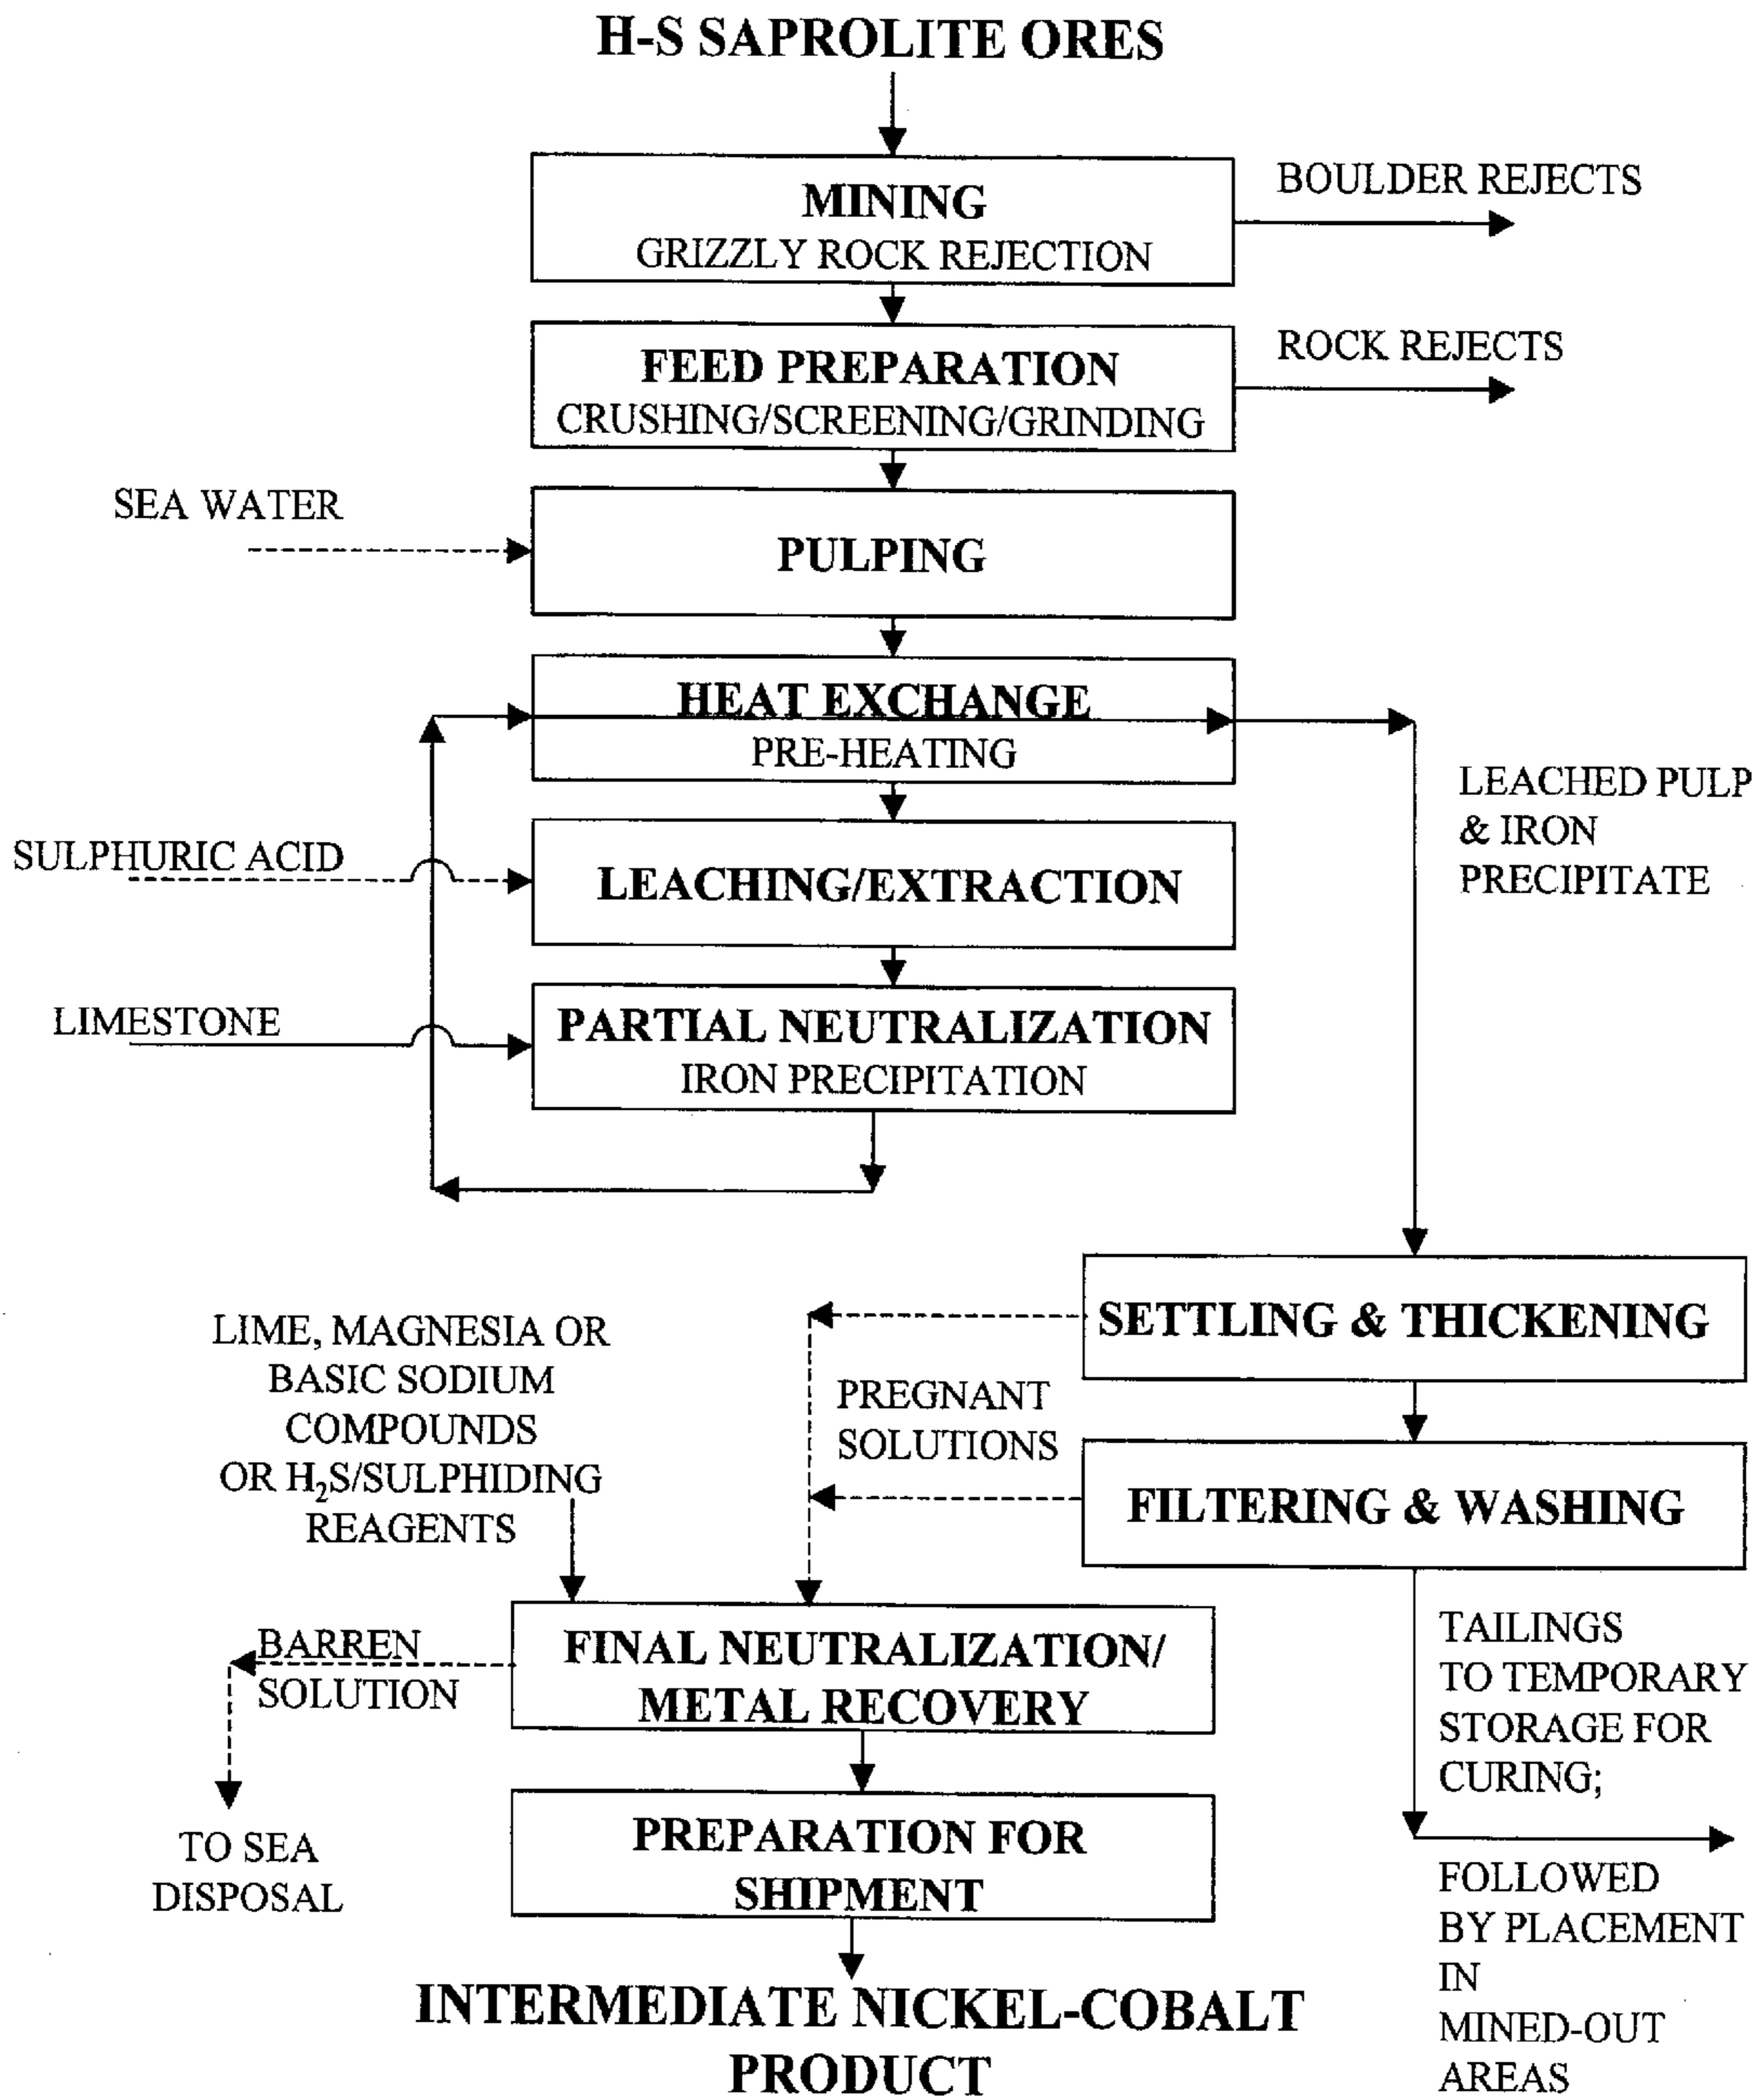 H-S SAPROLITE ORES
MINING
GRIZZLY ROCK REJECTION
BOULDER REJECTS
FEED PREPARATION
CRUSHING/SCREENING/GRINDING
ROCK REJECTS
SEA WATER
PULPING
HEAT EXCHANGE
PRE-HEATING
LEACHED PULP
& IRON
PRECIPITATE
SULPHURIC ACID
LEACHING/EXTRACTION
LIMESTONE
PARTIAL NEUTRALIZATION
IRON PRECIPITATION
SETTLING & THICKENING
LIME, MAGNESIA OR
BASIC SODIUM
COMPOUNDS
OR H₂S/SULPHIDING
REAGENTS
PREGNANT
SOLUTIONS
FILTERING & WASHING
FINAL NEUTRALIZATION/
METAL RECOVERY
BARREN
SOLUTION
TO SEA
DISPOSAL
TAILINGS
TO TEMPORARY
STORAGE FOR
CURING;
PREPARATION FOR
SHIPMENT
FOLLOWED
BY PLACEMENT
IN
MINED-OUT
AREAS
INTERMEDIATE NICKEL-COBALT
PRODUCT